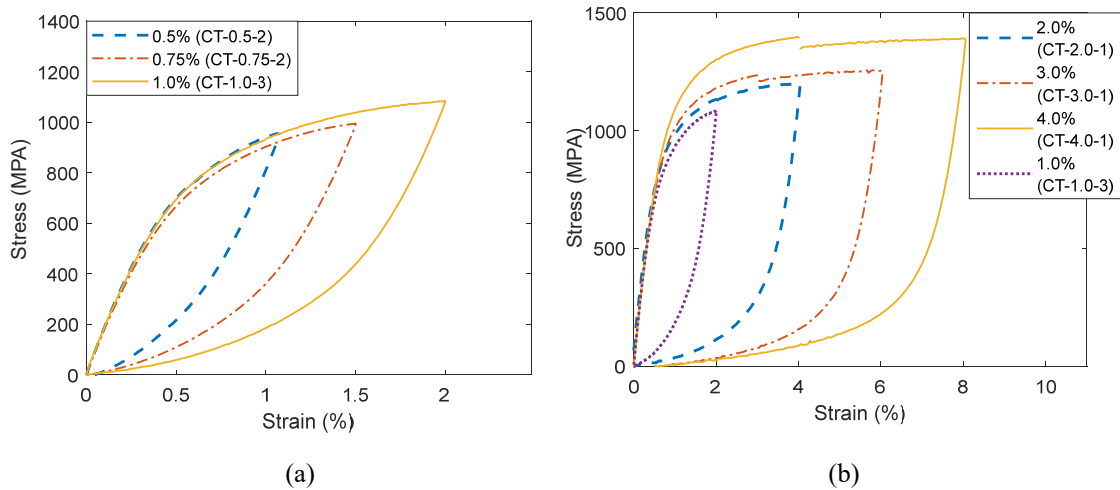 1400
1200
1000
800
600
400
200
0
0
0.5
1
1.5
2
Stress (MPA)
Strain (%)
0.5% (CT-0.5-2)
0.75% (CT-0.75-2)
1.0% (CT-1.0-3)
(a)
1500
1000
500
0
0
2
4
6
8
10
Stress (MPA)
Strain (%)
2.0%
(CT-2.0-1)
3.0%
(CT-3.0-1)
4.0%
(CT-4.0-1)
1.0%
(CT-1.0-3)
(b)